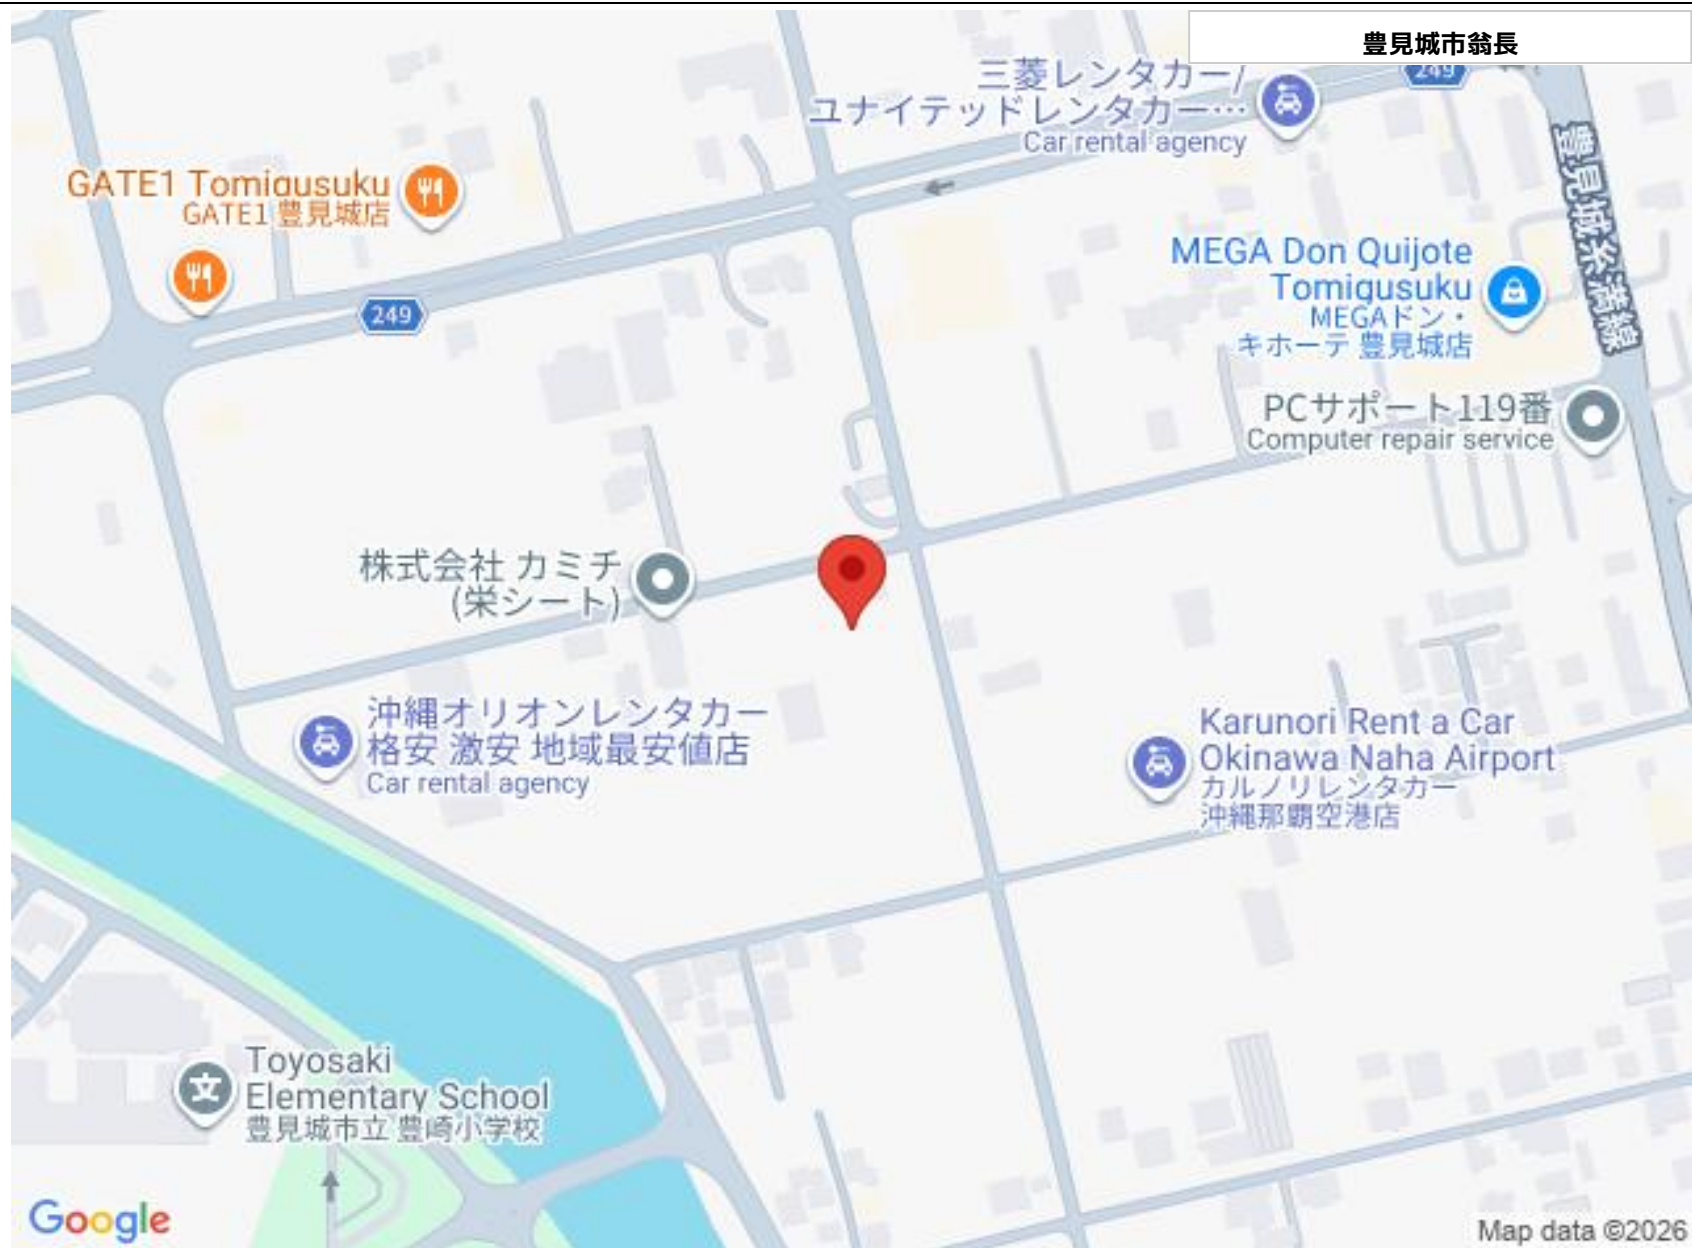 豊見城市翁長
249
三菱レンタカー/
ユナイテッドレンタカー…
Car rental agency
豊見城糸満線
GATE1 Tomigusuku
GATE1 豊見城店
MEGA Don Quijote
Tomigusuku
MEGAドン・
キホーテ 豊見城店
249
PCサポート119番
Computer repair service
株式会社 カミチ
(栄シート)
沖縄オリオンレンタカー
格安 激安 地域最安値店
Car rental agency
Karunori Rent a Car
Okinawa Naha Airport
カルノリレンタカー
沖縄那覇空港店
文
Toyosaki
Elementary School
豊見城市立 豊崎小学校
Google
Map data ©2026